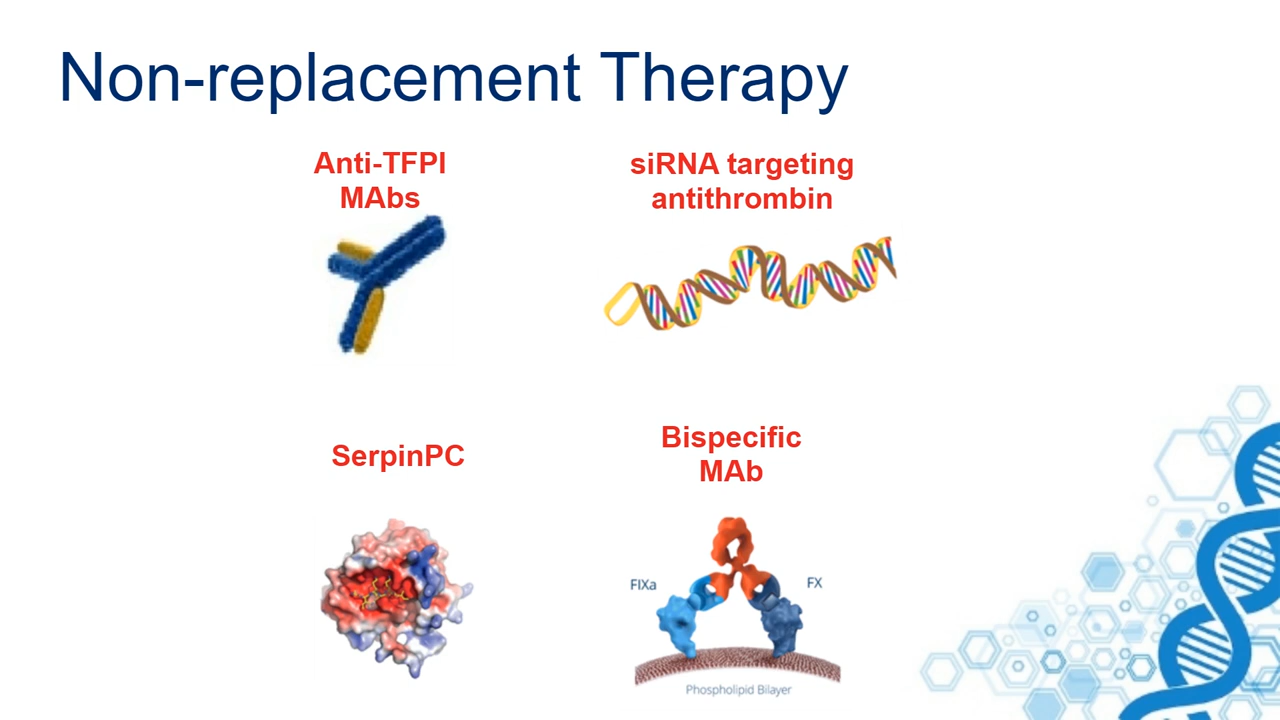 Non-replacement Therapy
Anti-TFPI
MAbs
siRNA targeting
antithrombin
SerpinPC
Bispecific
MAb
FIXa
FX
Phospholipid Bilayer